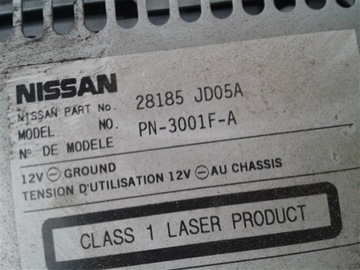 NISSAN
NISSAN PART No. 28185 JD05A
MODEL NO. PN-3001F-A
N° DE MODELE
12V ⊖ GROUND
TENSION D'UTILISATION 12V ⊖ AU CHASSIS
CLASS 1 LASER PRODUCT